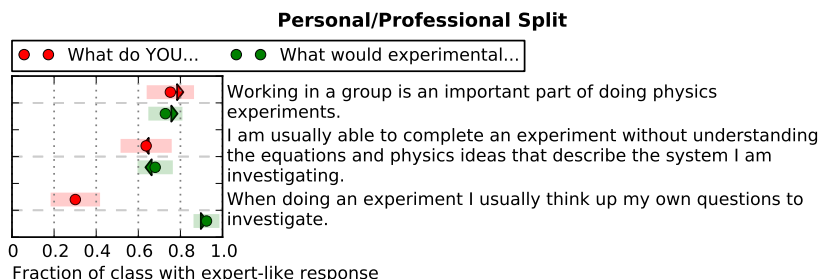 Personal/Professional Split
What do YOU... What would experimental...
Working in a group is an important part of doing physics
experiments.
I am usually able to complete an experiment without understanding
the equations and physics ideas that describe the system I am
investigating.
When doing an experiment I usually think up my own questions to
investigate.
0 0.2 0.4 0.6 0.8 1.0
Fraction of class with expert-like response